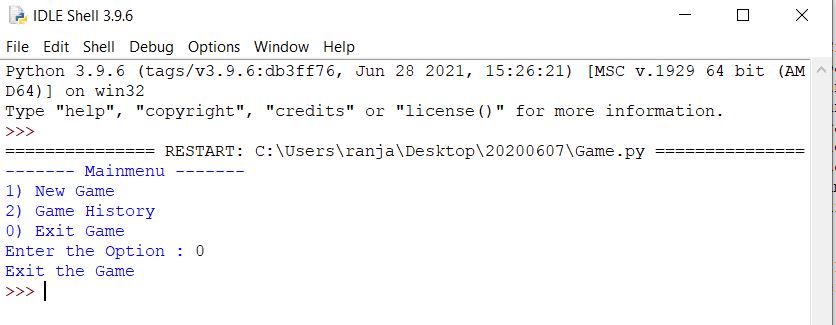 IDLE Shell 3.9.6
File Edit Shell Debug Options Window Help
Python 3.9.6 (tags/v3.9.6:db3ff76, Jun 28 2021, 15:26:21) [MSC v.1929 64 bit (AM
D64)] on win32
Type "help", "copyright", "credits" or "license()" for more information.
>>>
=============== RESTART: C:\Users\ranja\Desktop\20200607\Game.py ===============
------- Mainmenu -------
1) New Game
2) Game History
0) Exit Game
Enter the Option : 0
Exit the Game
>>>